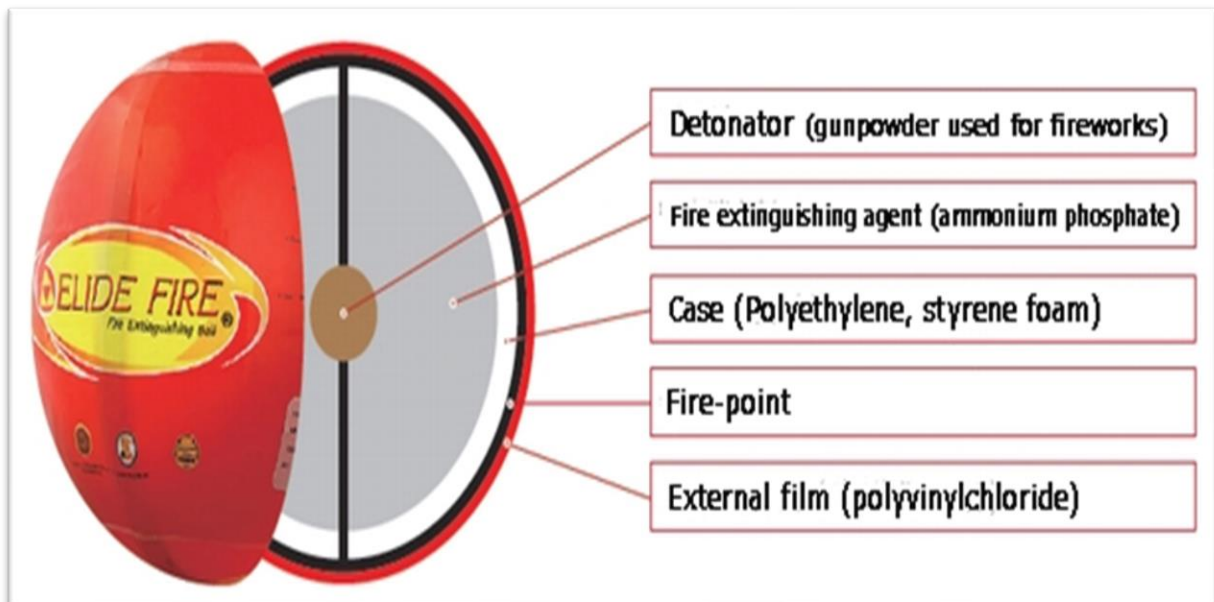 ELIDE FIRE
Fire Extinguishing Ball
Detonator (gunpowder used for fireworks)
Fire extinguishing agent (ammonium phosphate)
Case (Polyethylene, styrene foam)
Fire-point
External film (polyvinylchloride)